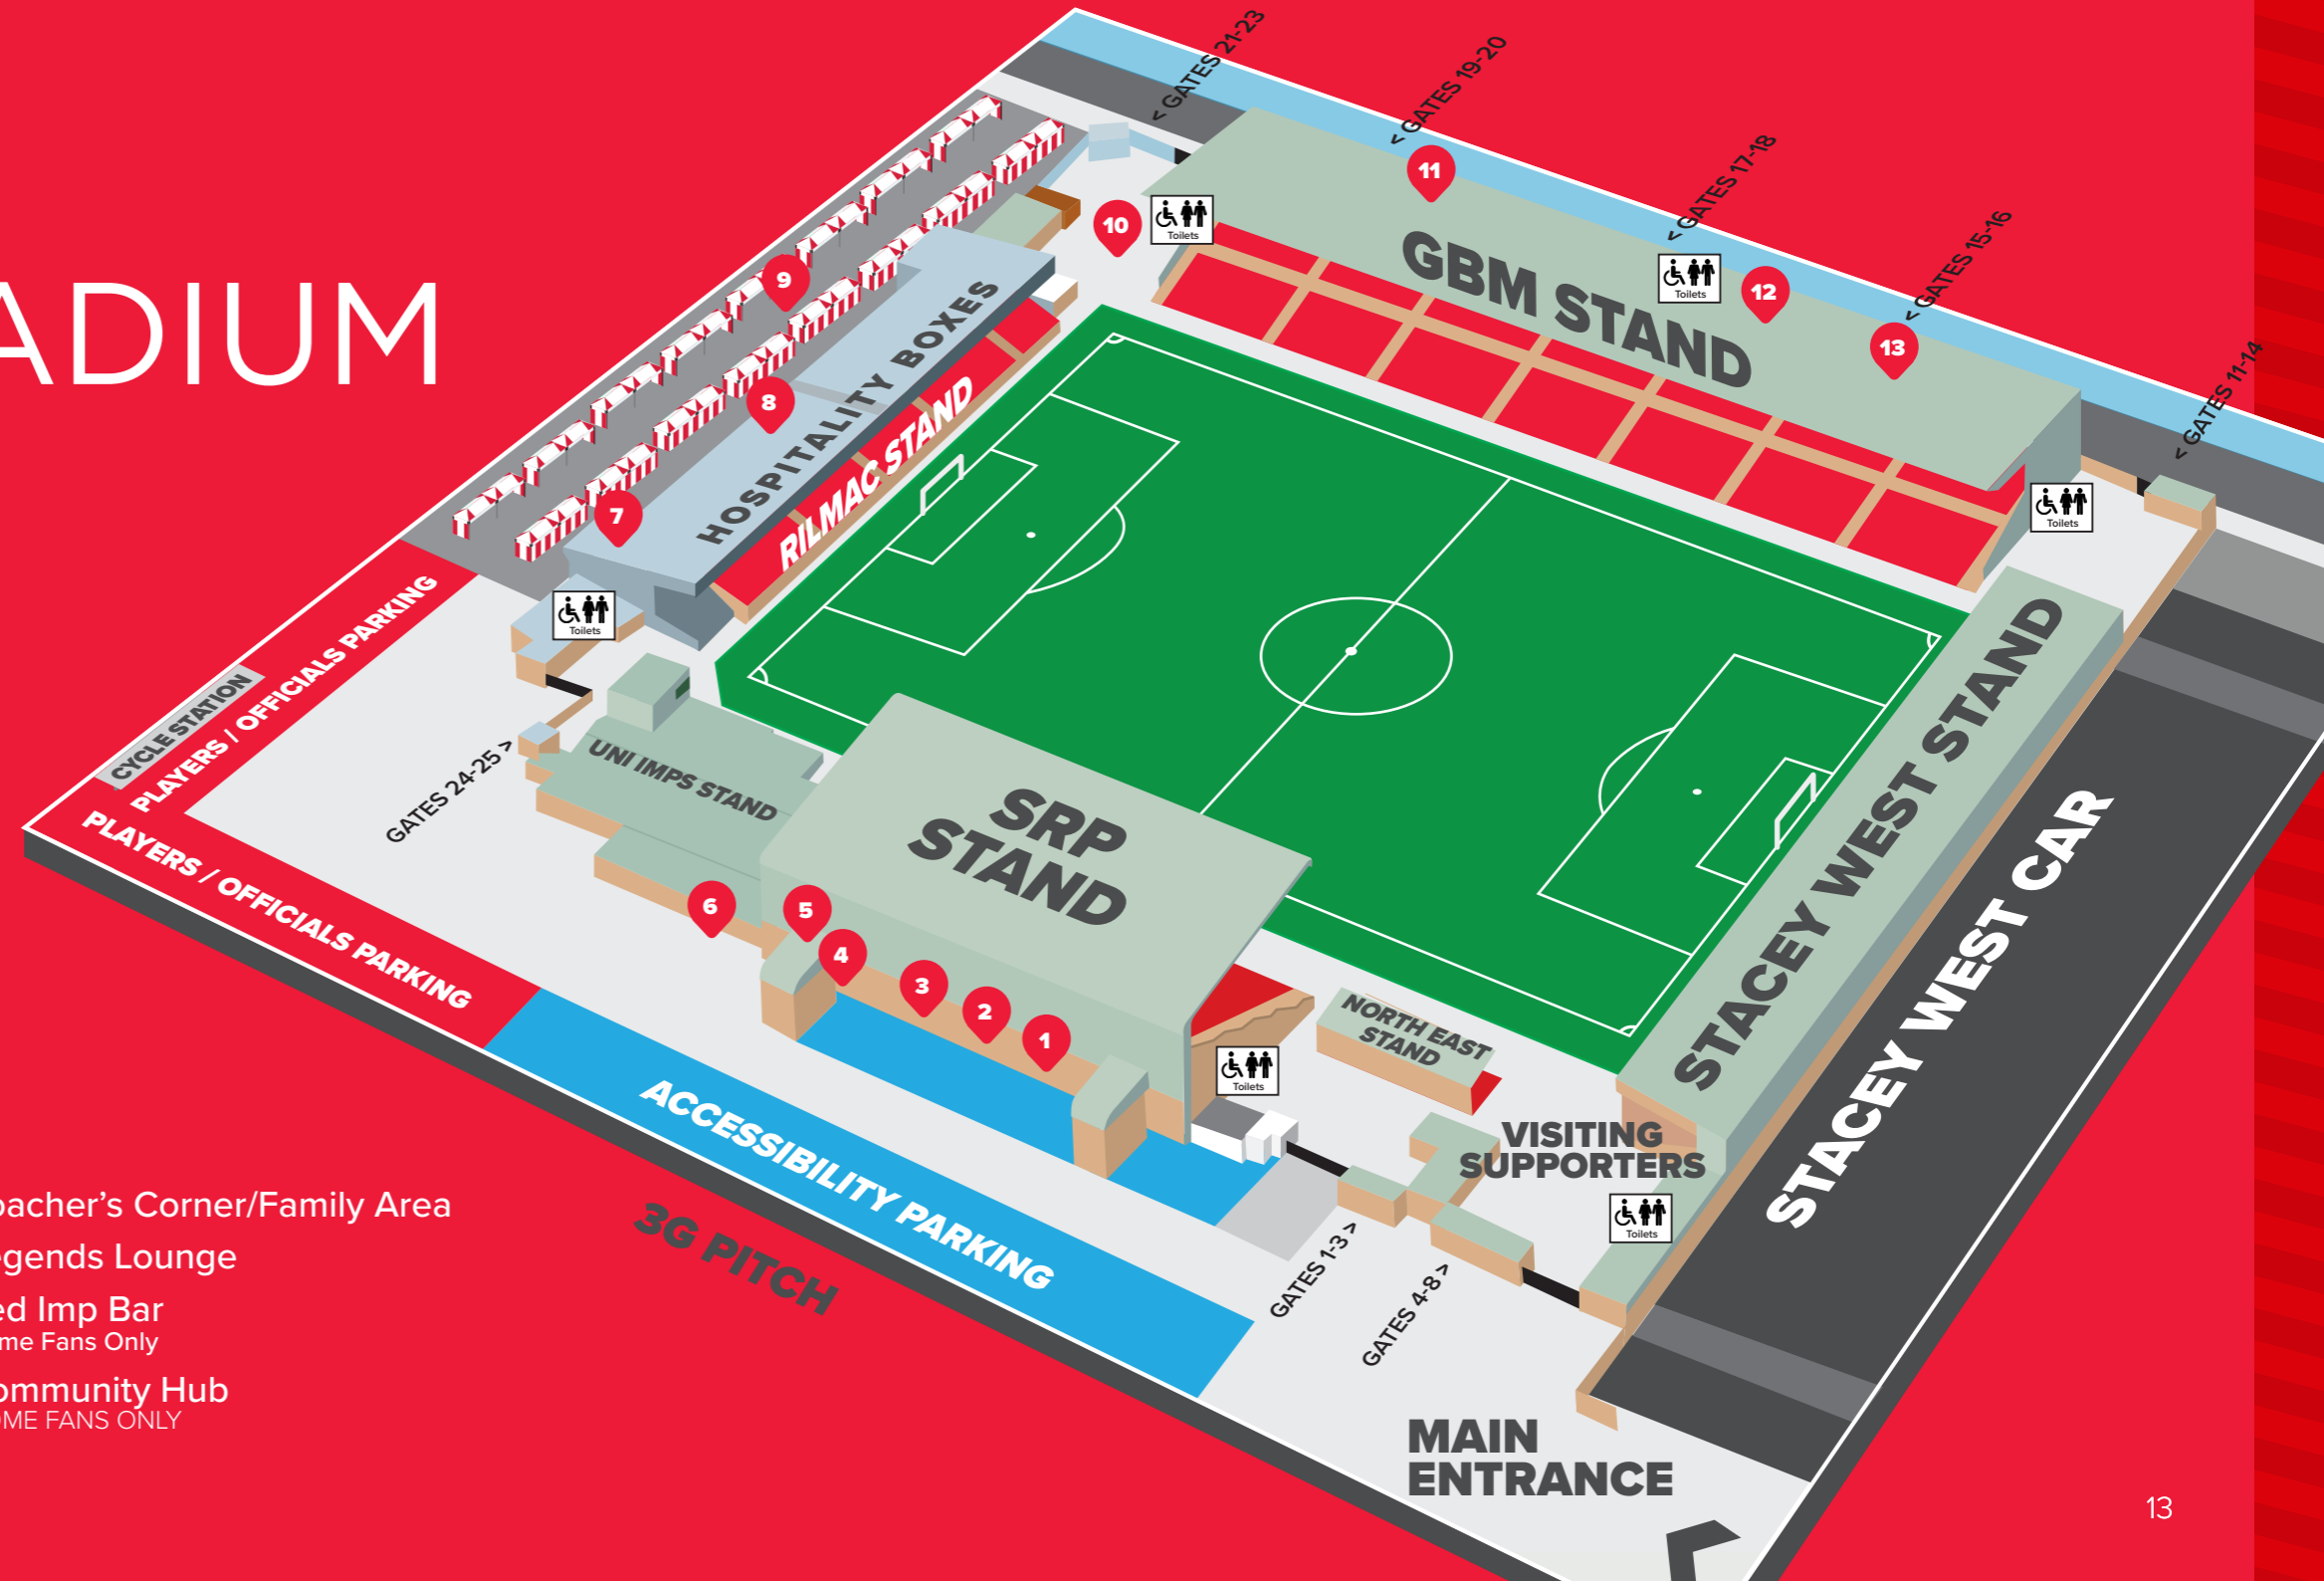 ADIUM
< GATES 21-23
< GATES 19-20
< GATES 17-18
< GATES 15-16
< GATES 11-14
11
10
Toilets
9
GBM STAND
Toilets
12
13
8
HOSPITALITY BOXES
RILMAC STAND
7
Toilets
Toilets
CYCLE STATION
PLAYERS / OFFICIALS PARKING
PLAYERS / OFFICIALS PARKING
GATES 24-25 >
UNI IMPS STAND
SRP
STAND
STACEY WEST STAND
STACEY WEST CAR
6
5
4
3
2
1
NORTH EAST
STAND
Toilets
VISITING
SUPPORTERS
Toilets
ACCESSIBILITY PARKING
3G PITCH
GATES 1-3 >
GATES 4-8 >
MAIN
ENTRANCE
oacher's Corner/Family Area
egends Lounge
ed Imp Bar
me Fans Only
ommunity Hub
OME FANS ONLY
13